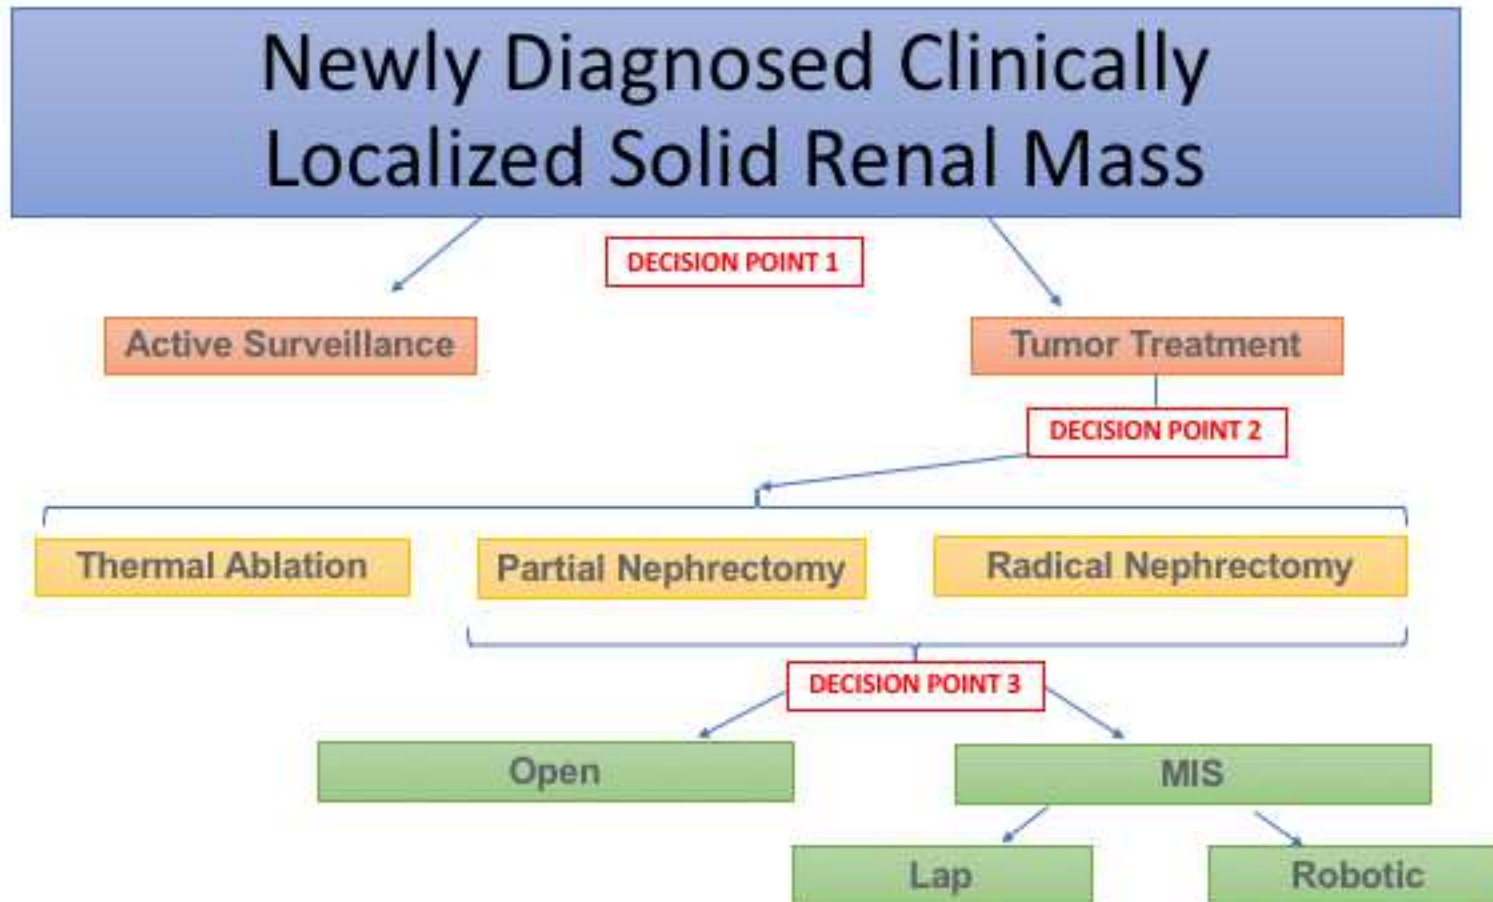 Newly Diagnosed Clinically
Localized Solid Renal Mass
DECISION POINT 1
Active Surveillance
Tumor Treatment
DECISION POINT 2
Thermal Ablation
Partial Nephrectomy
Radical Nephrectomy
DECISION POINT 3
Open
MIS
Lap
Robotic